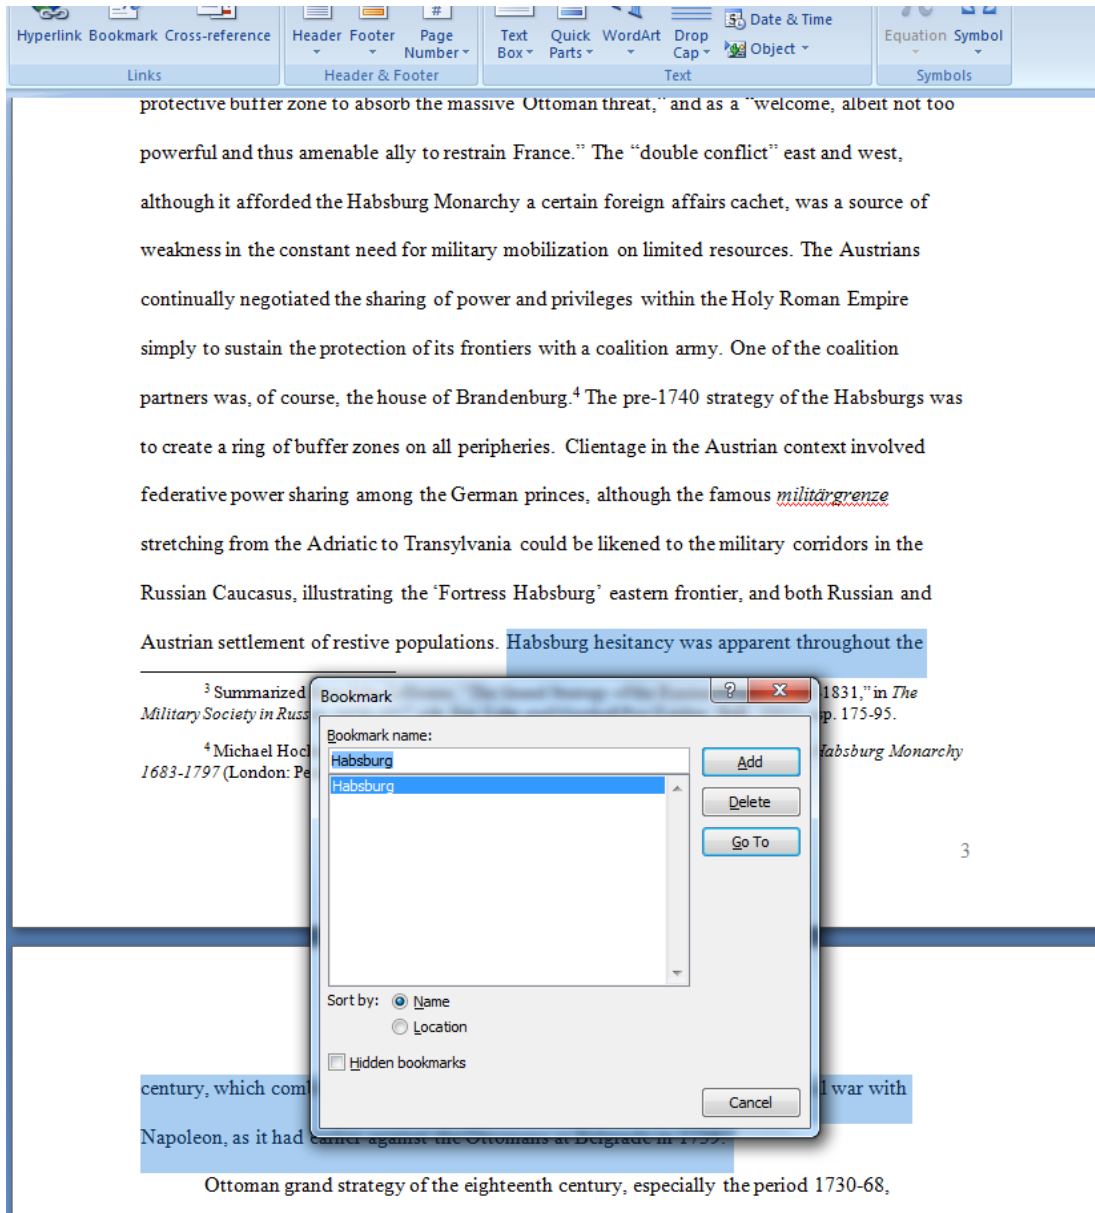 Hyperlink Bookmark Cross-reference Header Footer Page Number Text Box Quick Parts WordArt Drop Cap Date & Time Object Equation Symbol
Links Header & Footer Text Symbols
protective buffer zone to absorb the massive Ottoman threat,” and as a “welcome, albeit not too
powerful and thus amenable ally to restrain France.” The “double conflict” east and west,
although it afforded the Habsburg Monarchy a certain foreign affairs cachet, was a source of
weakness in the constant need for military mobilization on limited resources. The Austrians
continually negotiated the sharing of power and privileges within the Holy Roman Empire
simply to sustain the protection of its frontiers with a coalition army. One of the coalition
partners was, of course, the house of Brandenburg.4 The pre-1740 strategy of the Habsburgs was
to create a ring of buffer zones on all peripheries. Clientage in the Austrian context involved
federative power sharing among the German princes, although the famous militärgrenze
stretching from the Adriatic to Transylvania could be likened to the military corridors in the
Russian Caucasus, illustrating the ‘Fortress Habsburg’ eastern frontier, and both Russian and
Austrian settlement of restive populations. Habsburg hesitancy was apparent throughout the
3 Summarized -1831,” in The
Military Society in Russ p. 175-95.
4 Michael Hoc Habsburg Monarchy
1683-1797 (London: Pe
3
Bookmark
Bookmark name:
Habsburg
Add
Habsburg
Delete
Go To
Sort by: Name
Location
Hidden bookmarks
Cancel
century, which com l war with
Napoleon, as it had earlier against the Ottomans at Belgrade in 1739.
Ottoman grand strategy of the eighteenth century, especially the period 1730-68,